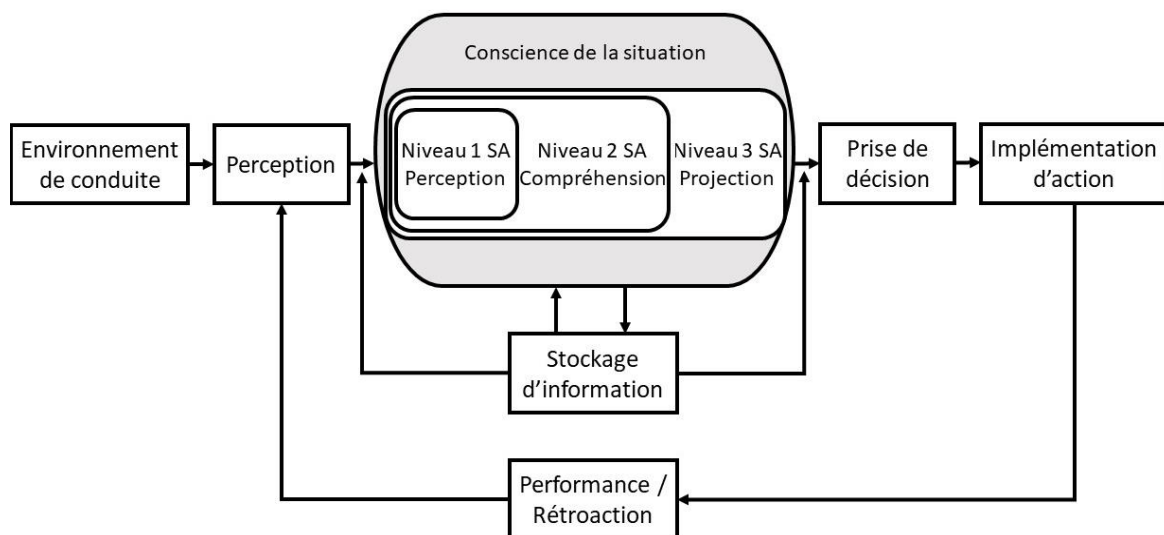 Conscience de la situation
Environnement
de conduite
Perception
Niveau 1 SA
Perception
Niveau 2 SA
Compréhension
Niveau 3 SA
Projection
Prise de
décision
Implémentation
d'action
Stockage
d'information
Performance /
Rétroaction